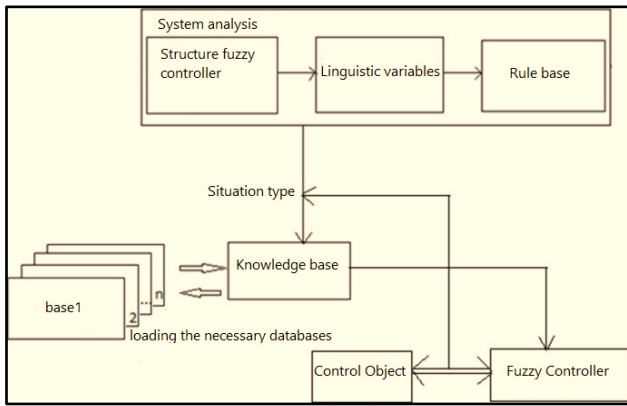 System analysis
Structure fuzzy
controller
Linguistic variables
Rule base
Situation type
Knowledge base
base1
2
...
n
loading the necessary databases
Control Object
Fuzzy Controller